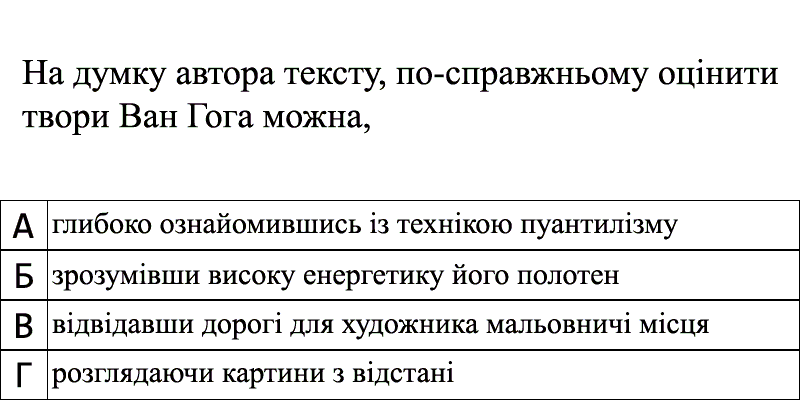 На думку автора тексту, по-справжньому оцінити
твори Ван Гога можна,
А глибоко ознайомившись із технікою пуантилізму
Б зрозумівши високу енергетику його полотен
В відвідавши дорогі для художника мальовничі місця
Г розглядаючи картини з відстані